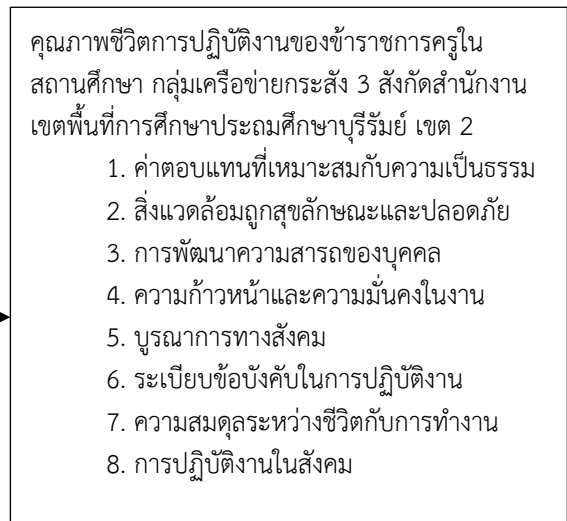 คุณภาพชีวิตการปฏิบัติงานของข้าราชการครูใน
สถานศึกษา กลุ่มเครือข่ายกระสัง 3 สังกัดสำนักงาน
เขตพื้นที่การศึกษาประถมศึกษาบุรีรัมย์ เขต 2
1. ค่าตอบแทนที่เหมาะสมกับความเป็นธรรม
2. สิ่งแวดล้อมถูกสุขลักษณะและปลอดภัย
3. การพัฒนาความสารถของบุคคล
4. ความก้าวหน้าและความมั่นคงในงาน
5. บูรณาการทางสังคม
6. ระเบียบข้อบังคับในการปฏิบัติงาน
7. ความสมดุลระหว่างชีวิตกับการทำงาน
8. การปฏิบัติงานในสังคม